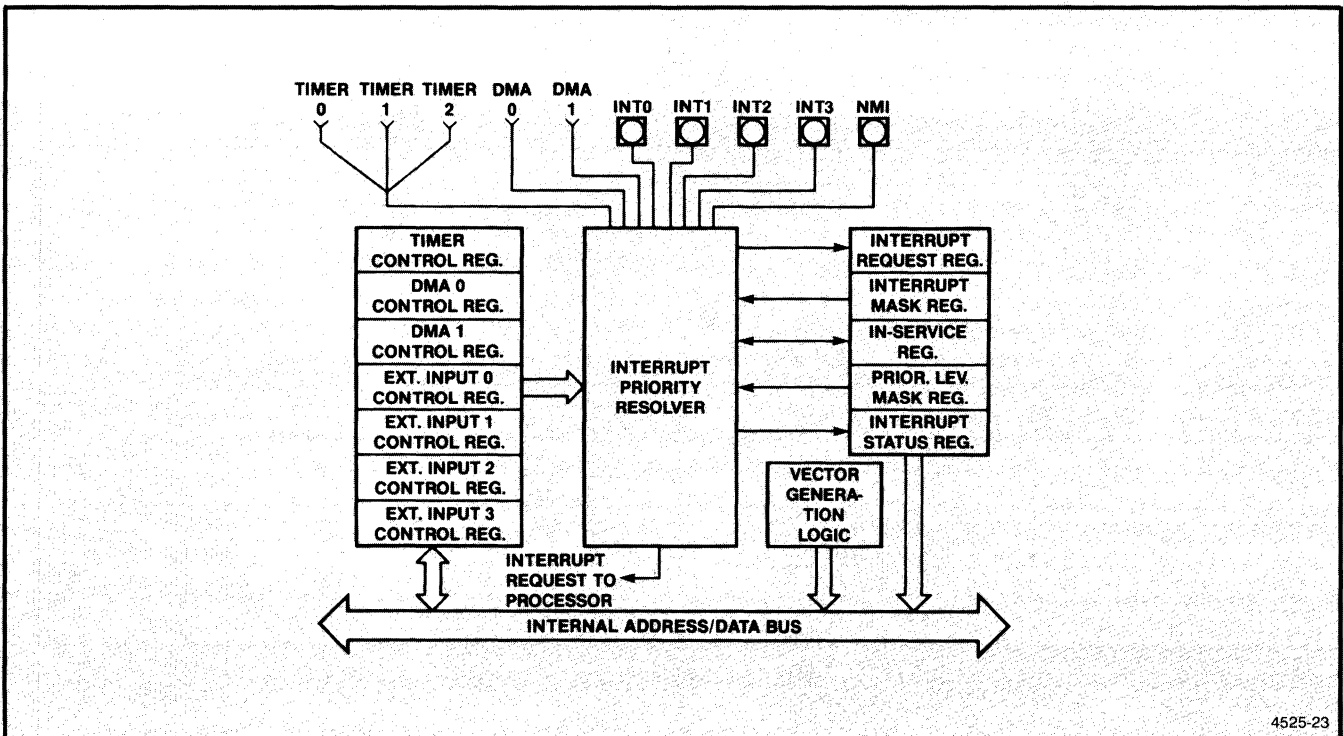 TIMER TIMER TIMER DMA DMA
0 1 2 0 1
INT0 INT1 INT2 INT3 NMI
TIMER
CONTROL REG.
DMA 0
CONTROL REG.
DMA 1
CONTROL REG.
EXT. INPUT 0
CONTROL REG.
EXT. INPUT 1
CONTROL REG.
EXT. INPUT 2
CONTROL REG.
EXT. INPUT 3
CONTROL REG.
INTERRUPT
PRIORITY
RESOLVER
INTERRUPT
REQUEST REG.
INTERRUPT
MASK REG.
IN-SERVICE
REG.
PRIOR. LEV.
MASK REG.
INTERRUPT
STATUS REG.
VECTOR
GENERA-
TION
LOGIC
INTERRUPT
REQUEST TO
PROCESSOR
INTERNAL ADDRESS/DATA BUS
4525-23